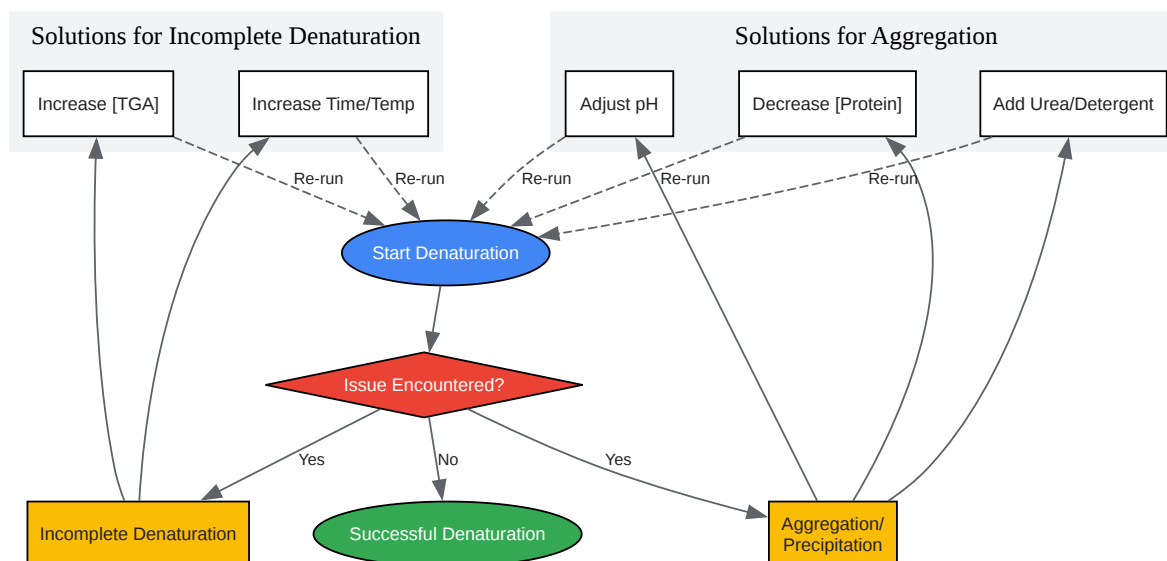 Solutions for Incomplete Denaturation
Solutions for Aggregation
Increase [TGA]
Increase Time/Temp
Adjust pH
Decrease [Protein]
Add Urea/Detergent
Re-run
Re-run
Re-run
Re-run
Re-run
Start Denaturation
Issue Encountered?
Yes
No
Yes
Incomplete Denaturation
Successful Denaturation
Aggregation/
Precipitation